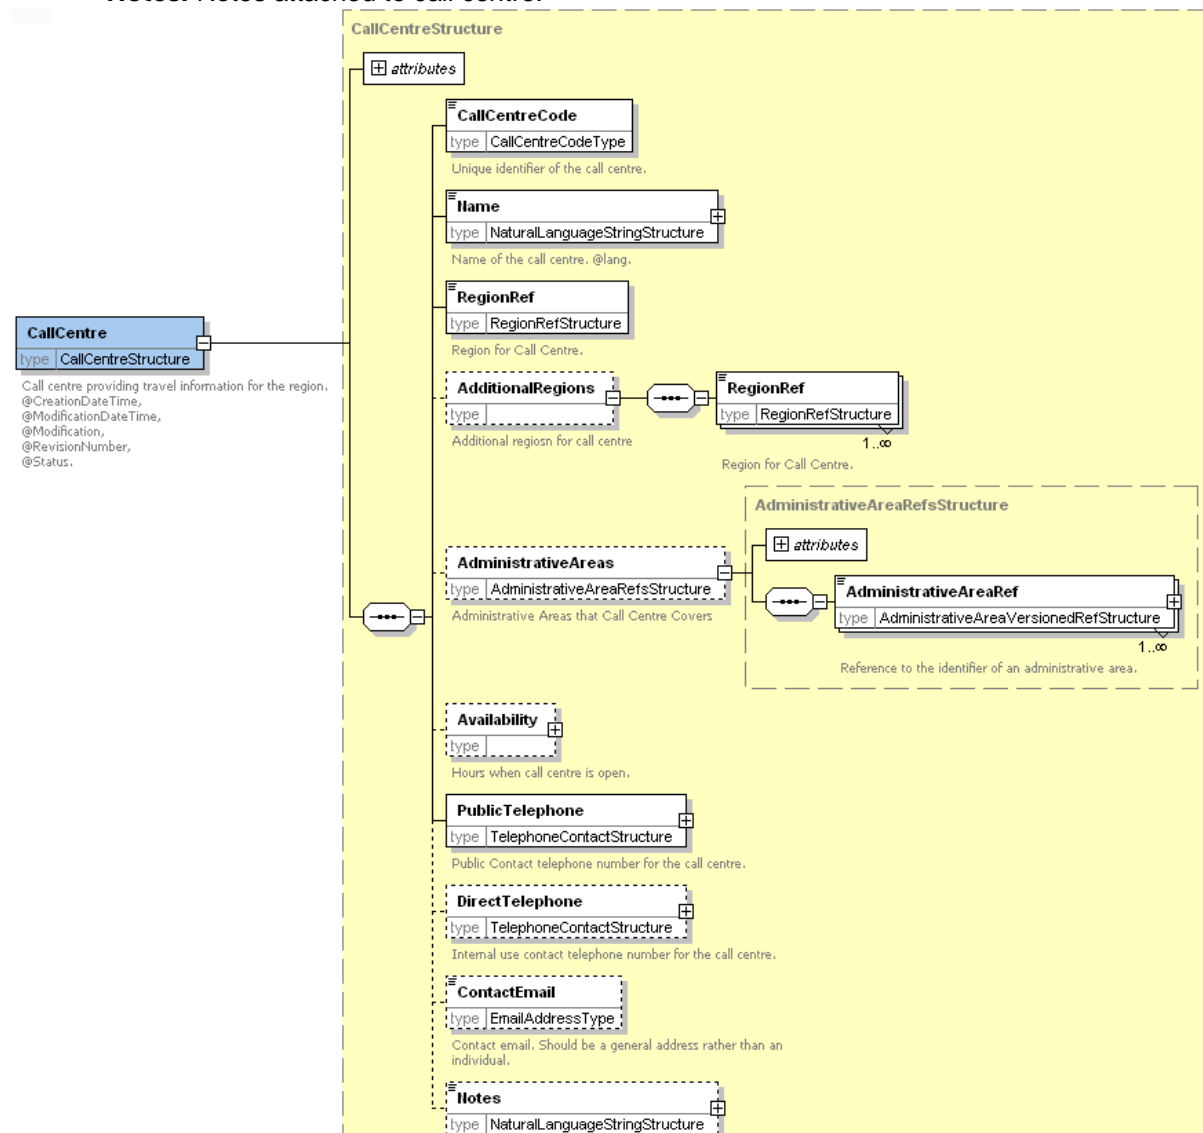 Notes: Notes attached to call centre.
CallCentreStructure
attributes
CallCentreCode
type CallCentreCodeType
Unique identifier of the call centre.
Name
type NaturalLanguageStringStructure
Name of the call centre. @lang.
RegionRef
type RegionRefStructure
Region for Call Centre.
CallCentre
type CallCentreStructure
Call centre providing travel information for the region.
@CreationDateTime,
@ModificationDateTime,
@Modification,
@RevisionNumber,
@Status.
AdditionalRegions
type
Additional regiosn for call centre
RegionRef
type RegionRefStructure
1..∞
Region for Call Centre.
AdministrativeAreaRefsStructure
attributes
AdministrativeAreas
type AdministrativeAreaRefsStructure
Administrative Areas that Call Centre Covers
AdministrativeAreaRef
type AdministrativeAreaVersionedRefStructure
1..∞
Reference to the identifier of an administrative area.
Availability
type
Hours when call centre is open.
PublicTelephone
type TelephoneContactStructure
Public Contact telephone number for the call centre.
DirectTelephone
type TelephoneContactStructure
Internal use contact telephone number for the call centre.
ContactEmail
type EmailAddressType
Contact email. Should be a general address rather than an
individual.
Notes
type NaturalLanguageStringStructure